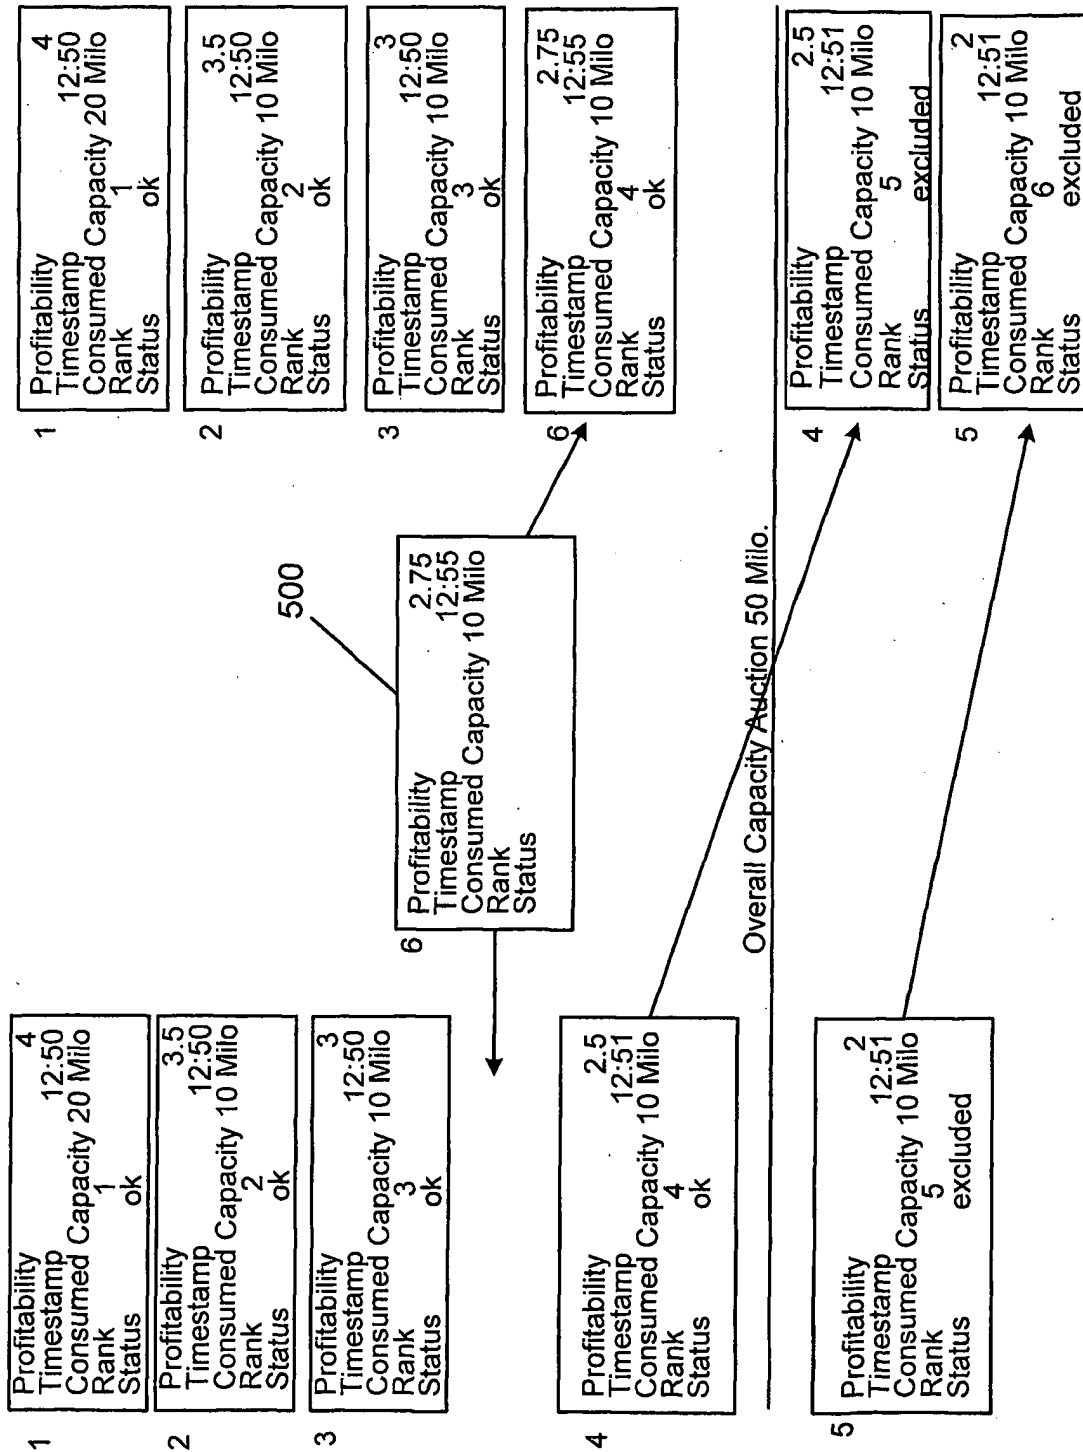 1
Profitability 4
Timestamp 12:50
Consumed Capacity 20 Milo
Rank 1
Status ok
2
Profitability 3.5
Timestamp 12:50
Consumed Capacity 10 Milo
Rank 2
Status ok
3
Profitability 3
Timestamp 12:50
Consumed Capacity 10 Milo
Rank 3
Status ok
4
Profitability 2.5
Timestamp 12:51
Consumed Capacity 10 Milo
Rank 4
Status ok
5
Profitability 2
Timestamp 12:51
Consumed Capacity 10 Milo
Rank 5
Status excluded
500
6
Profitability 2.75
Timestamp 12:55
Consumed Capacity 10 Milo
Rank
Status
Overall Capacity Auction 50 Milo.
1
Profitability 4
Timestamp 12:50
Consumed Capacity 20 Milo
Rank 1
Status ok
2
Profitability 3.5
Timestamp 12:50
Consumed Capacity 10 Milo
Rank 2
Status ok
3
Profitability 3
Timestamp 12:50
Consumed Capacity 10 Milo
Rank 3
Status ok
6
Profitability 2.75
Timestamp 12:55
Consumed Capacity 10 Milo
Rank 4
Status ok
4
Profitability 2.5
Timestamp 12:51
Consumed Capacity 10 Milo
Rank 5
Status excluded
5
Profitability 2
Timestamp 12:51
Consumed Capacity 10 Milo
Rank 6
Status excluded